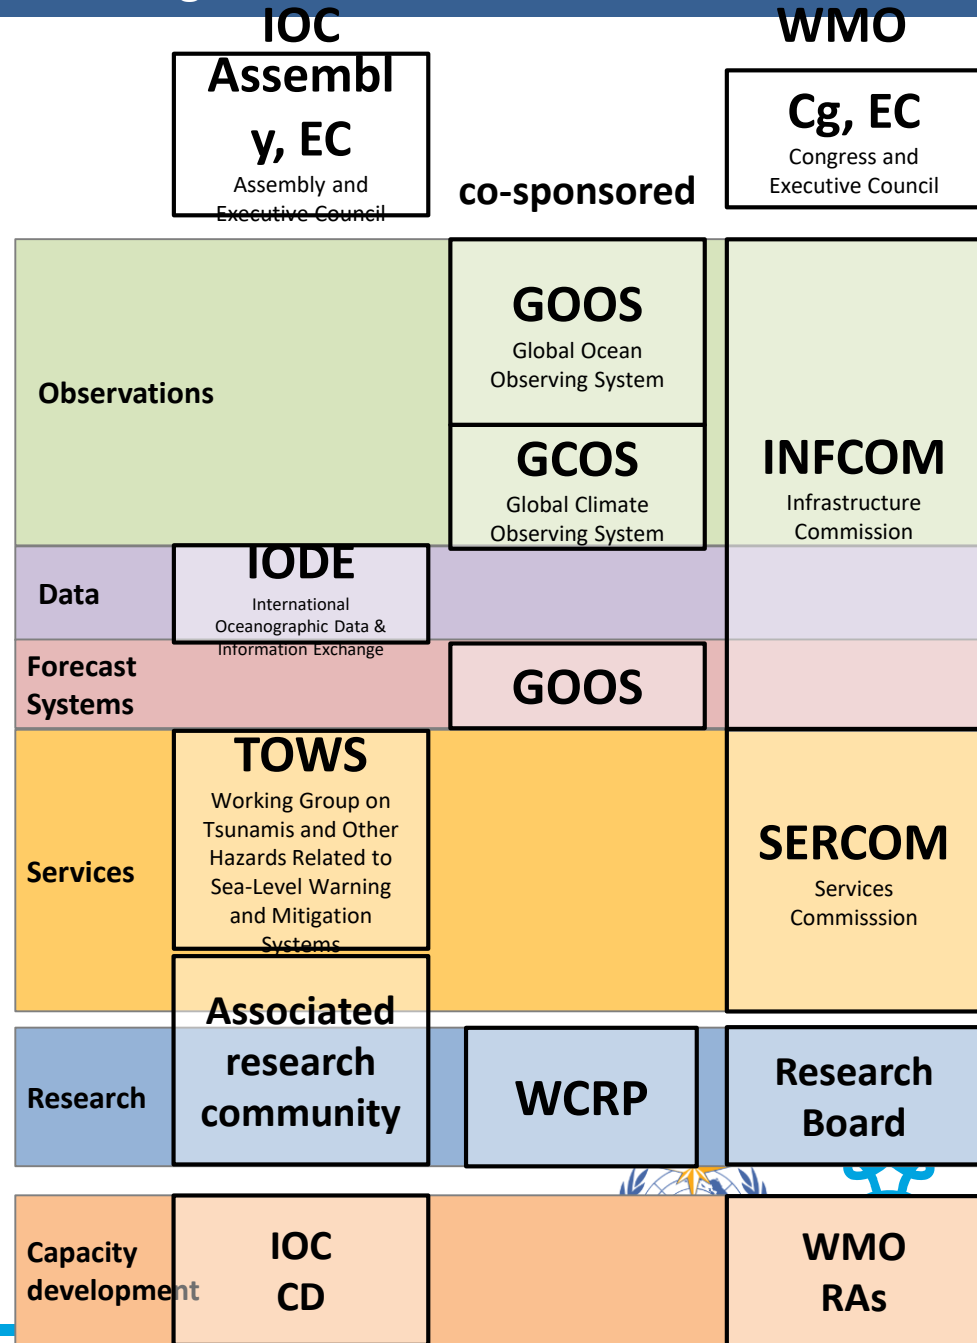 IOC
WMO
Assembl
y, EC
Assembly and
Executive Council
co-sponsored
Cg, EC
Congress and
Executive Council
Observations
GOOS
Global Ocean
Observing System
GCOS
Global Climate
Observing System
INFCOM
Infrastructure
Commission
Data
IODE
International
Oceanographic Data &
Information Exchange
Forecast
Systems
GOOS
Services
TOWS
Working Group on
Tsunamis and Other
Hazards Related to
Sea-Level Warning
and Mitigation
Systems
SERCOM
Services
Commisssion
Research
Associated
research
community
WCRP
Research
Board
Capacity
development
IOC
CD
WMO
RAs